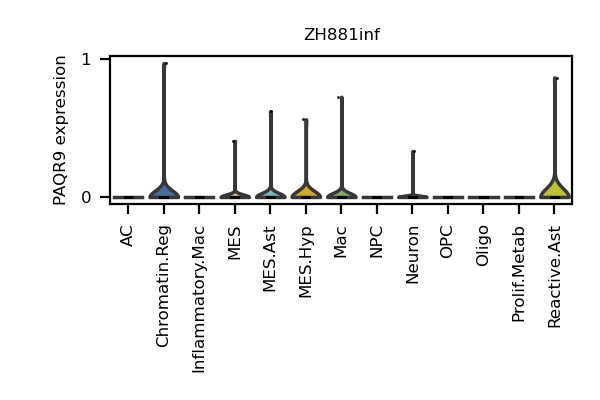 ZH881inf
PAQR9 expression
1
0
AC
Chromatin.Reg
Inflammatory.Mac
MES
MES.Ast
MES.Hyp
Mac
NPC
Neuron
OPC
Oligo
Prolif.Metab
Reactive.Ast